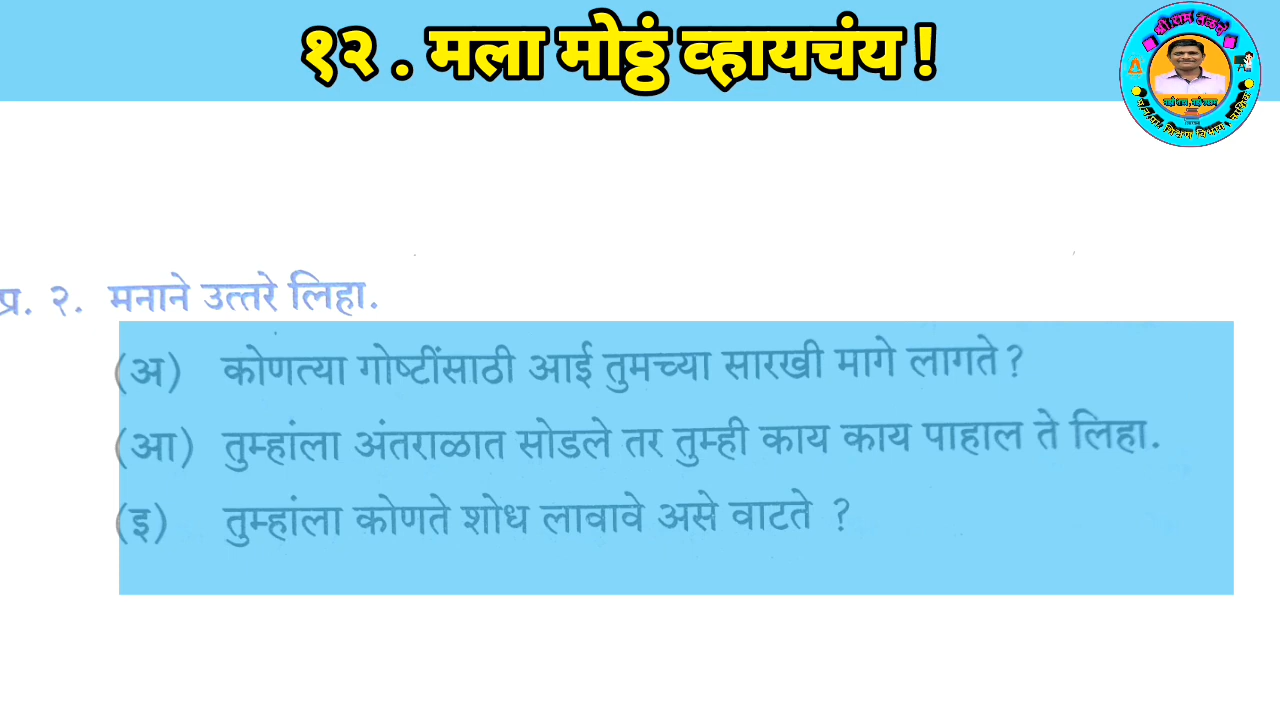 १२ . मला मोठ्ठं व्हायचंय !
श्री राम
प्र. २. मनाने उत्तरे लिहा.
(अ) कोणत्या गोष्टींसाठी आई तुमच्या सारखी मागे लागते ?
(आ) तुम्हांला अंतराळात सोडले तर तुम्ही काय काय पाहाल ते लिहा.
(इ) तुम्हांला कोणते शोध लावावे असे वाटते ?